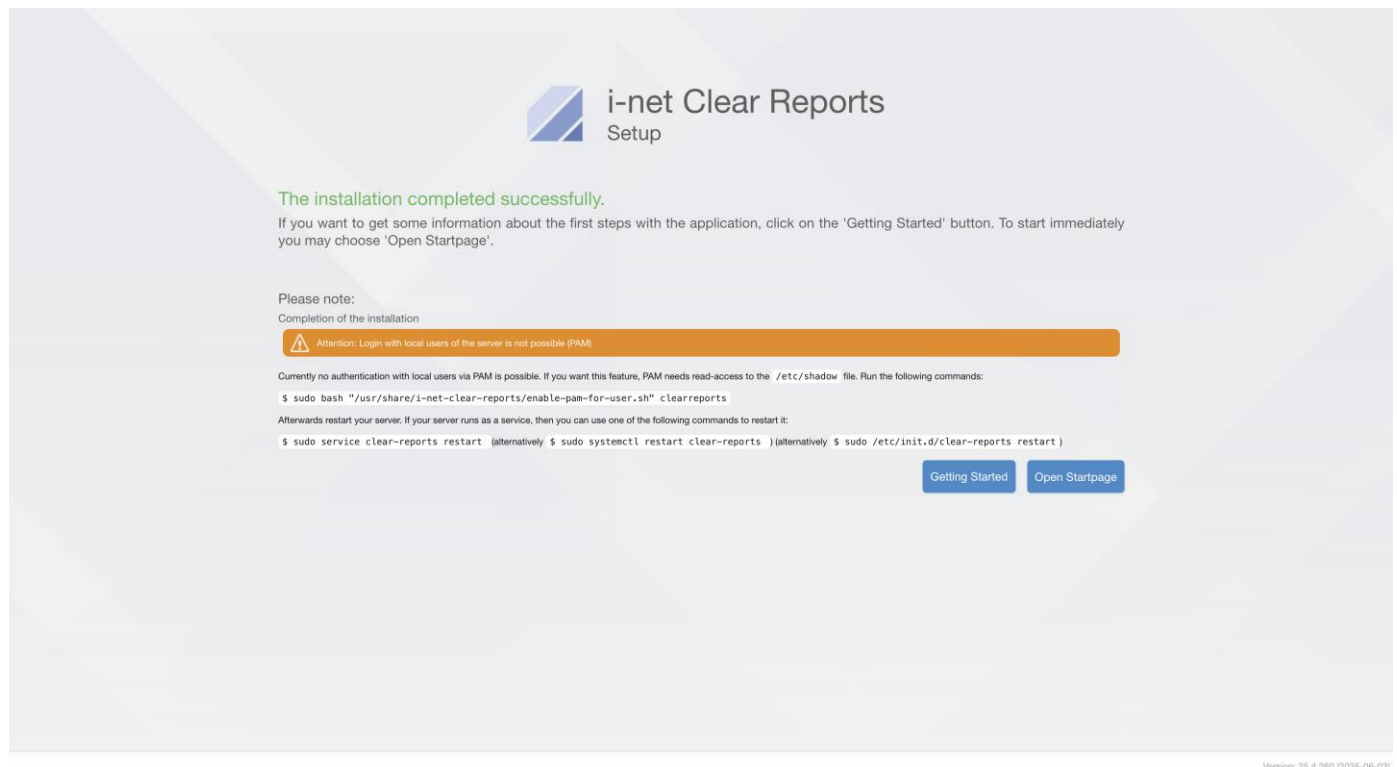 i-net Clear Reports
Setup
The installation completed successfully.
If you want to get some information about the first steps with the application, click on the 'Getting Started' button. To start immediately
you may choose 'Open Startpage'.
Please note:
Completion of the installation
Attention: Login with local users of the server is not possible (PAM)
Currently no authentication with local users via PAM is possible. If you want this feature, PAM needs read-access to the /etc/shadow file. Run the following commands:
$ sudo bash "/usr/share/i-net-clear-reports/enable-pam-for-user.sh" clearreports
Afterwards restart your server. If your server runs as a service, then you can use one of the following commands to restart it:
$ sudo service clear-reports restart (alternatively $ sudo systemctl restart clear-reports ) (alternatively $ sudo /etc/init.d/clear-reports restart )
Getting Started Open Startpage
Version: 25.4.260 (2025-06-03)